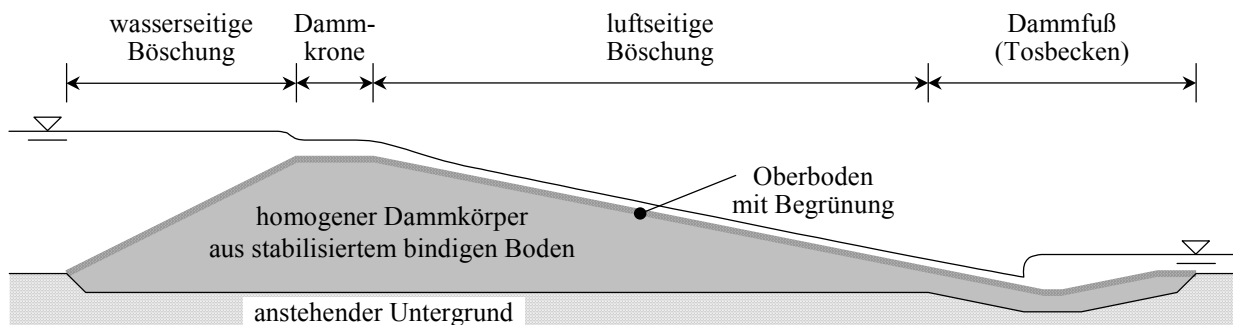 wasserseitige
Böschung
Damm-
krone
luftseitige
Böschung
Dammfuß
(Tosbecken)
Oberboden
mit Begrünung
homogener Dammkörper
aus stabilisiertem bindigen Boden
anstehender Untergrund